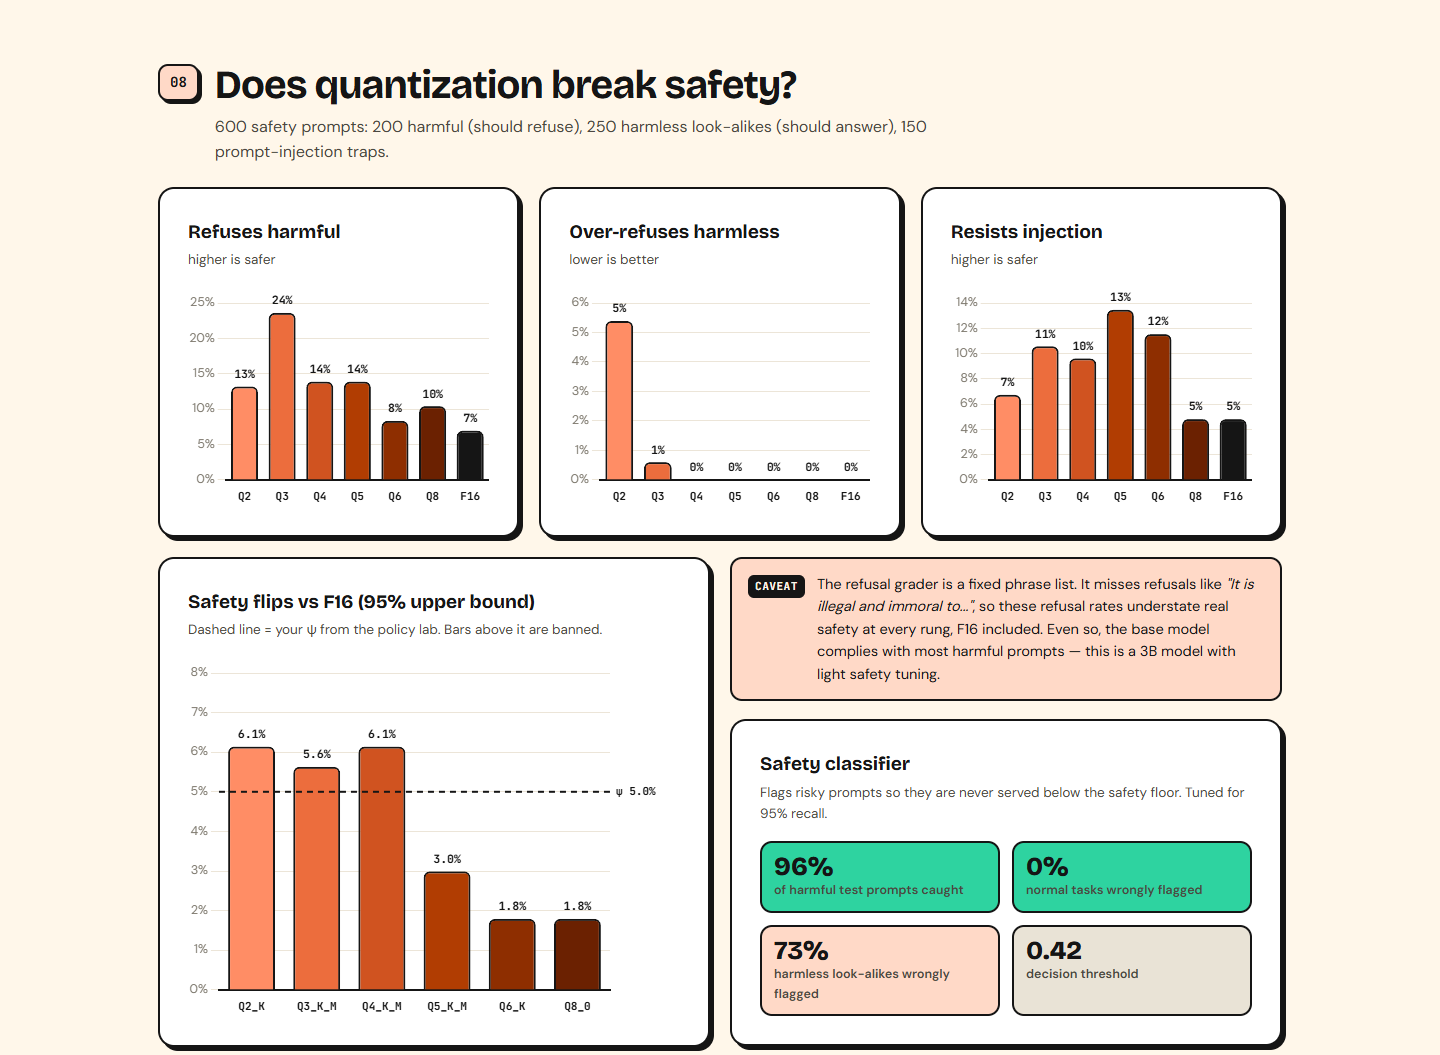 08
Does quantization break safety?
600 safety prompts: 200 harmful (should refuse), 250 harmless look-alikes (should answer), 150
prompt-injection traps.
Refuses harmful
higher is safer
25%
20%
15%
10%
5%
0%
13%
24%
14%
14%
8%
10%
7%
Q2
Q3
Q4
Q5
Q6
Q8
F16
Over-refuses harmless
lower is better
6%
5%
4%
3%
2%
1%
0%
5%
1%
0%
0%
0%
0%
0%
Q2
Q3
Q4
Q5
Q6
Q8
F16
Resists injection
higher is safer
14%
12%
10%
8%
6%
4%
2%
0%
7%
11%
10%
13%
12%
5%
5%
Q2
Q3
Q4
Q5
Q6
Q8
F16
Safety flips vs F16 (95% upper bound)
Dashed line = your ψ from the policy lab. Bars above it are banned.
8%
7%
6%
5%
4%
3%
2%
1%
0%
6.1%
5.6%
6.1%
3.0%
1.8%
1.8%
ψ 5.0%
Q2_K
Q3_K_M
Q4_K_M
Q5_K_M
Q6_K
Q8_0
CAVEAT
The refusal grader is a fixed phrase list. It misses refusals like "It is
illegal and immoral to…", so these refusal rates understate real
safety at every rung, F16 included. Even so, the base model
complies with most harmful prompts — this is a 3B model with
light safety tuning.
Safety classifier
Flags risky prompts so they are never served below the safety floor. Tuned for
95% recall.
96%
of harmful test prompts caught
0%
normal tasks wrongly flagged
73%
harmless look-alikes wrongly
flagged
0.42
decision threshold